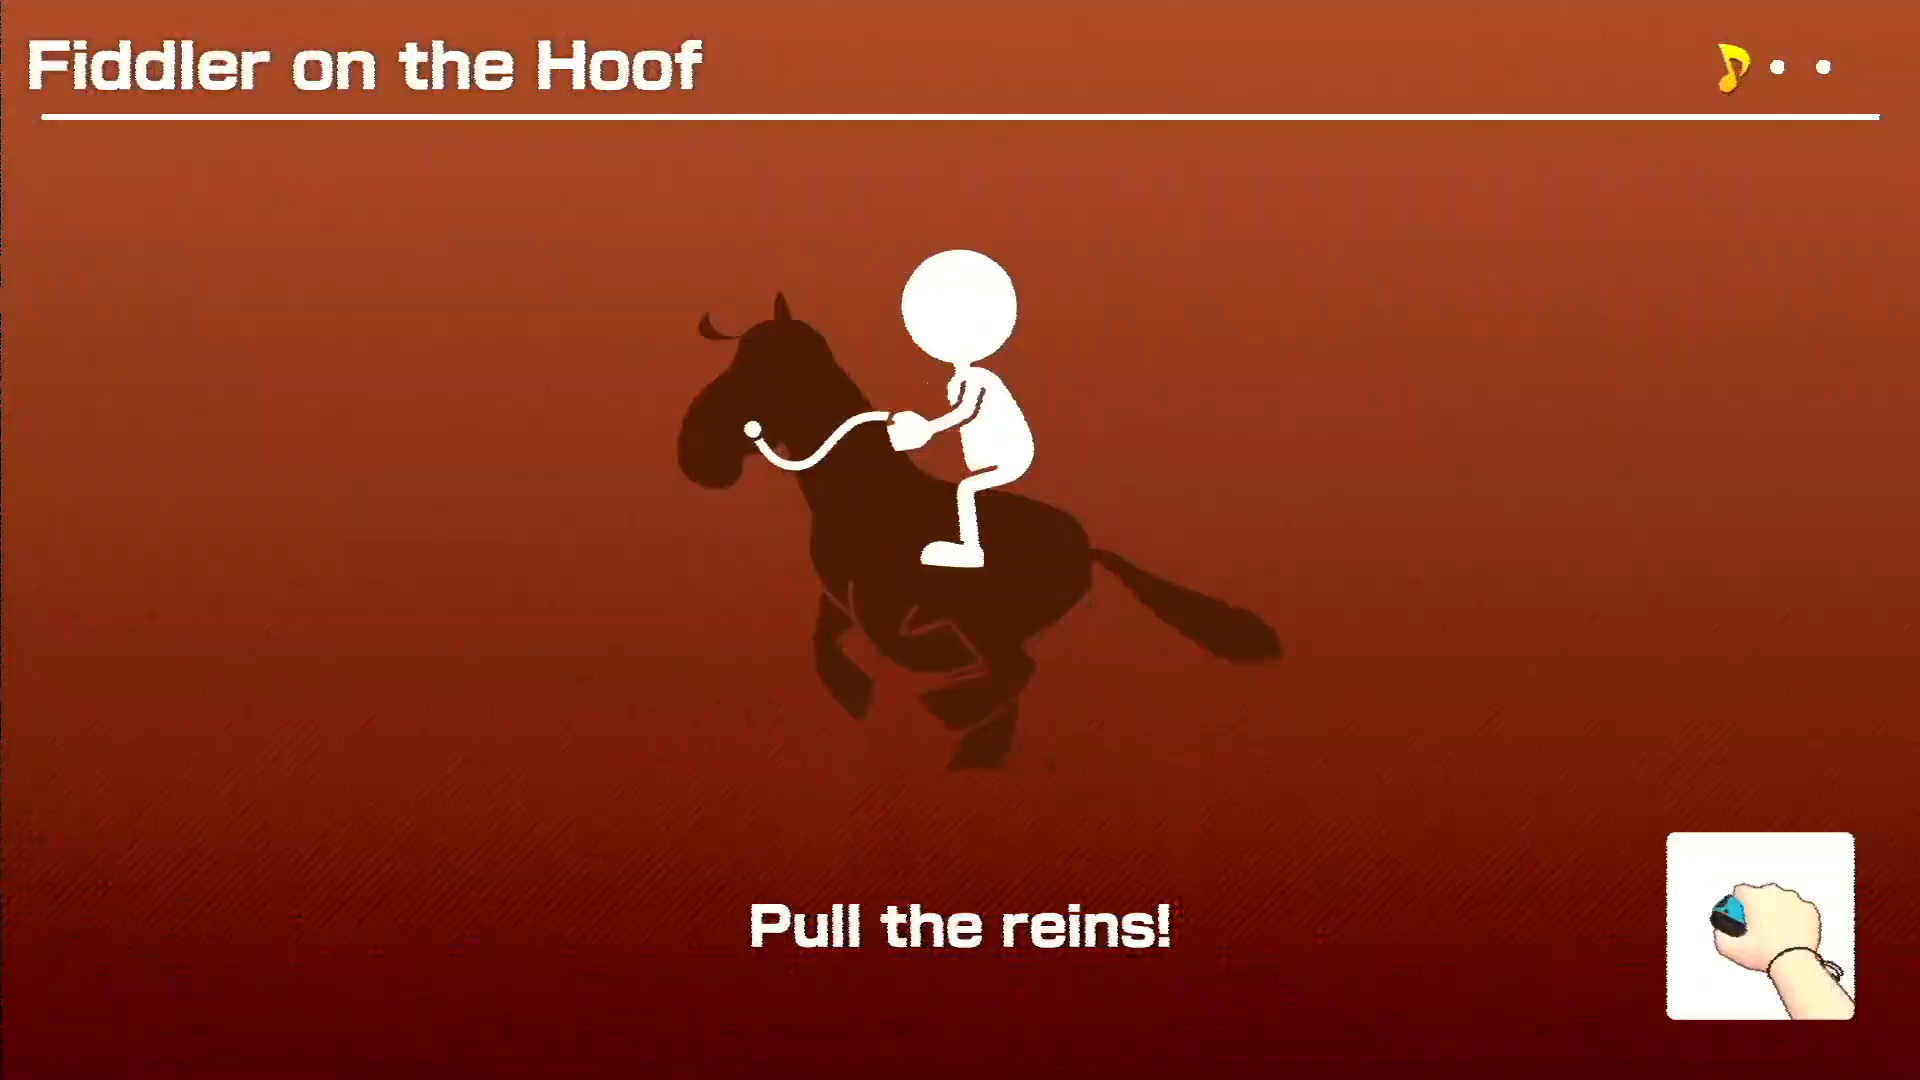 Fiddler on the Hoof
Pull the reins!